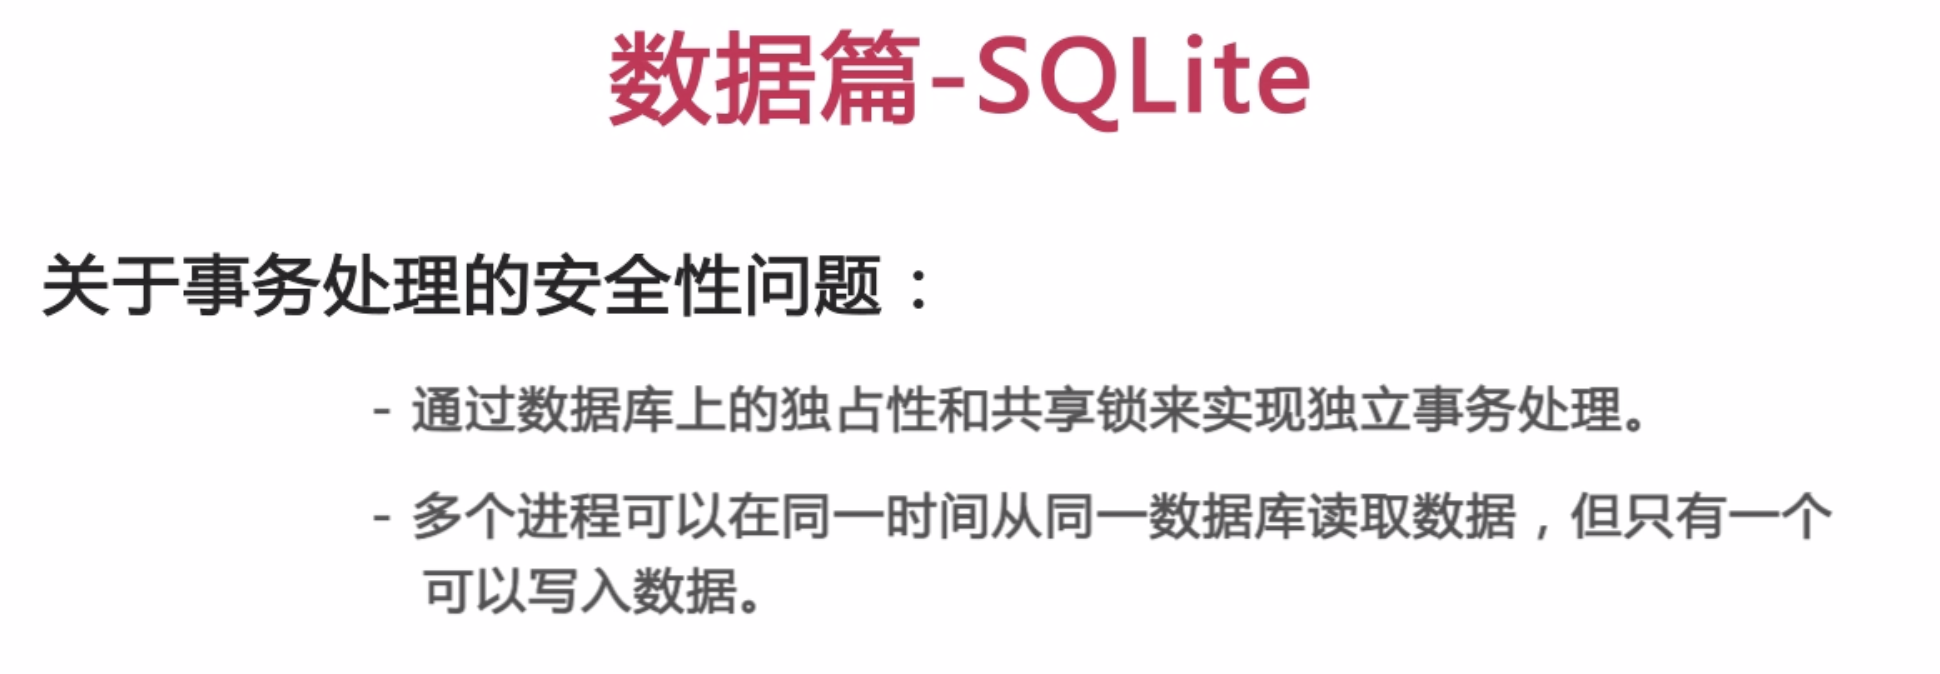 数据篇-SQLite
关于事务处理的安全性问题：
- 通过数据库上的独占性和共享锁来实现独立事务处理。
- 多个进程可以在同一时间从同一数据库读取数据，但只有一个
可以写入数据。